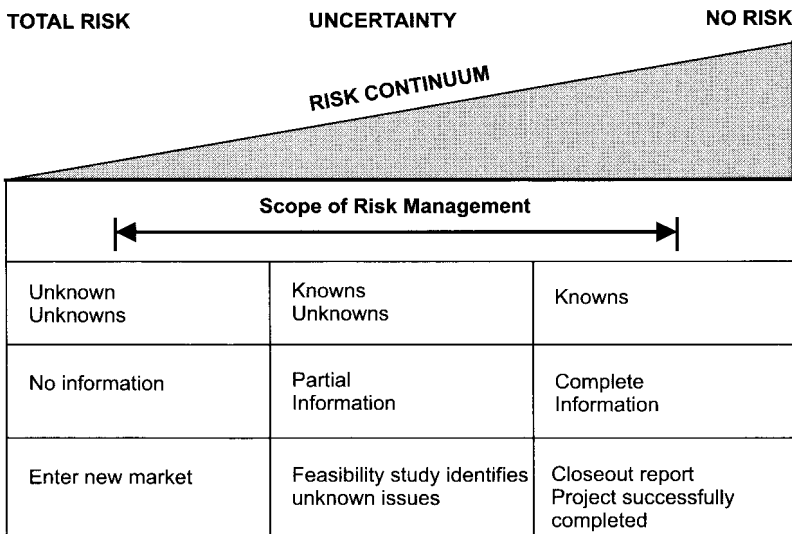 TOTAL RISK
UNCERTAINTY
NO RISK
RISK CONTINUUM
Scope of Risk Management
Unknown
Unknowns
Knowns
Unknowns
Knowns
No information
Partial
Information
Complete
Information
Enter new market
Feasibility study identifies
unknown issues
Closeout report
Project successfully
completed